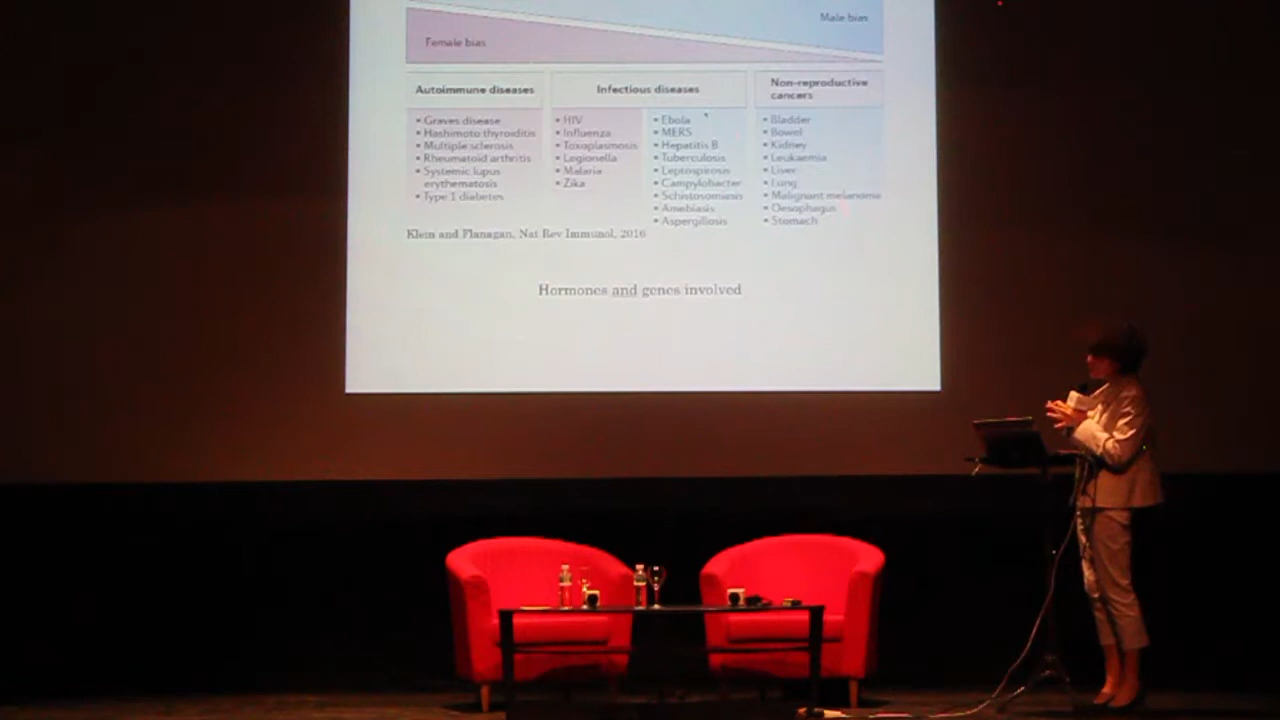 Male bias
Female bias
Autoimmune diseases
• Graves disease
• Hashimoto thyroiditis
• Multiple sclerosis
• Rheumatoid arthritis
• Systemic lupus
erythematosis
• Type 1 diabetes
Infectious diseases
• HIV
• Influenza
• Toxoplasmosis
• Legionella
• Malaria
• Zika
• Ebola
• MERS
• Hepatitis B
• Tuberculosis
• Leptospirosis
• Campylobacter
• Schistosomiasis
• Amebiasis
• Aspergillosis
Non-reproductive
cancers
• Bladder
• Bowel
• Kidney
• Leukaemia
• Liver
• Lung
• Malignant melanoma
• Oesophagus
• Stomach
Klein and Flanagan, Nat Rev Immunol, 2016
Hormones and genes involved